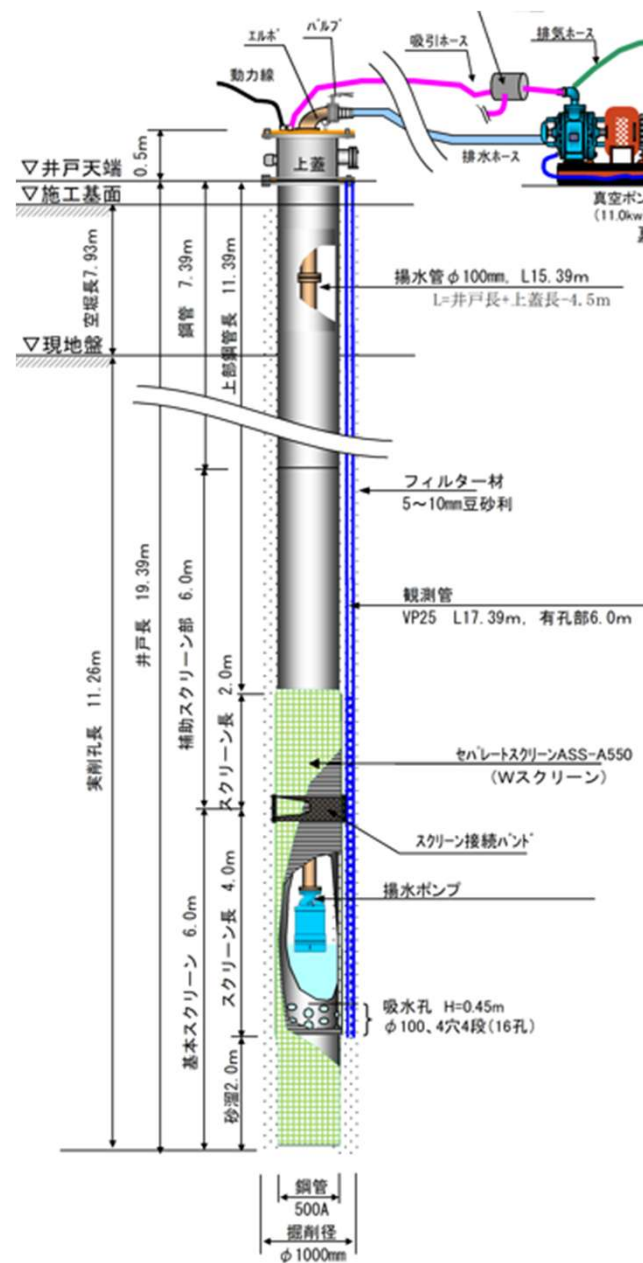 エルボ
バルブ
吸引ホース
排気ホース
動力線
0.5m
上蓋
排水ホース
▽井戸天端
▽施工基面
真空ポン
(11.0kw
空堀長7.93m
鋼管 7.39m
上部鋼管長 11.39m
揚水管φ100mm, L15.39m
L=井戸長+上蓋長-4.5m
▽現地盤
フィルター材
5～10mm豆砂利
観測管
VP25 L17.39m, 有孔部6.0m
実削孔長 11.26m
井戸長 19.39m
補助スクリーン部 6.0m
スクリーン長 2.0m
セパレートスクリーンASS-A550
(Wスクリーン)
スクリーン接続バンド
揚水ポンプ
基本スクリーン 6.0m
スクリーン長 4.0m
吸水孔 H=0.45m
φ100、4穴4段(16孔)
砂溜2.0m
鋼管
500A
掘削径
φ1000mm